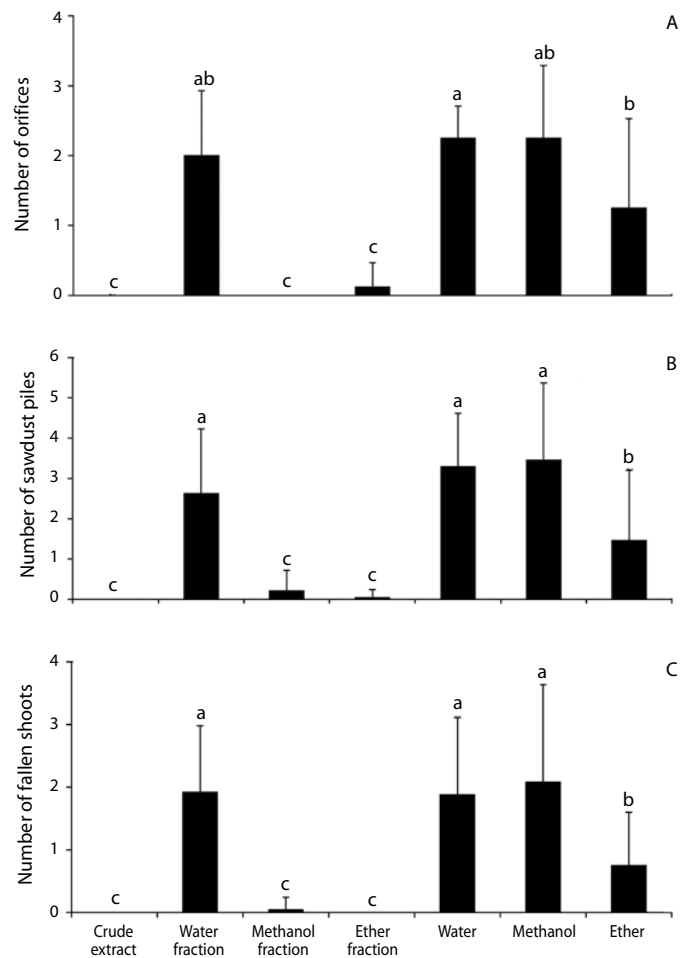 A
Number of orifices
4
3
2
1
0
c
ab
c
c
a
ab
b
B
Number of sawdust piles
6
5
4
3
2
1
0
c
a
c
c
a
a
b
C
Number of fallen shoots
4
3
2
1
0
c
a
c
c
a
a
b
Crude
extract
Water
fraction
Methanol
fraction
Ether
fraction
Water
Methanol
Ether